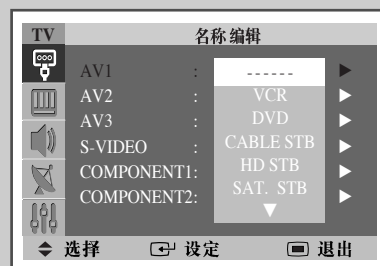 TV 名称 编辑
AV1 : - - - - - -
AV2 : VCR
AV3 : DVD
S-VIDEO : CABLE STB
COMPONENT1: HD STB
COMPONENT2: SAT. STB
选择 设定 退出